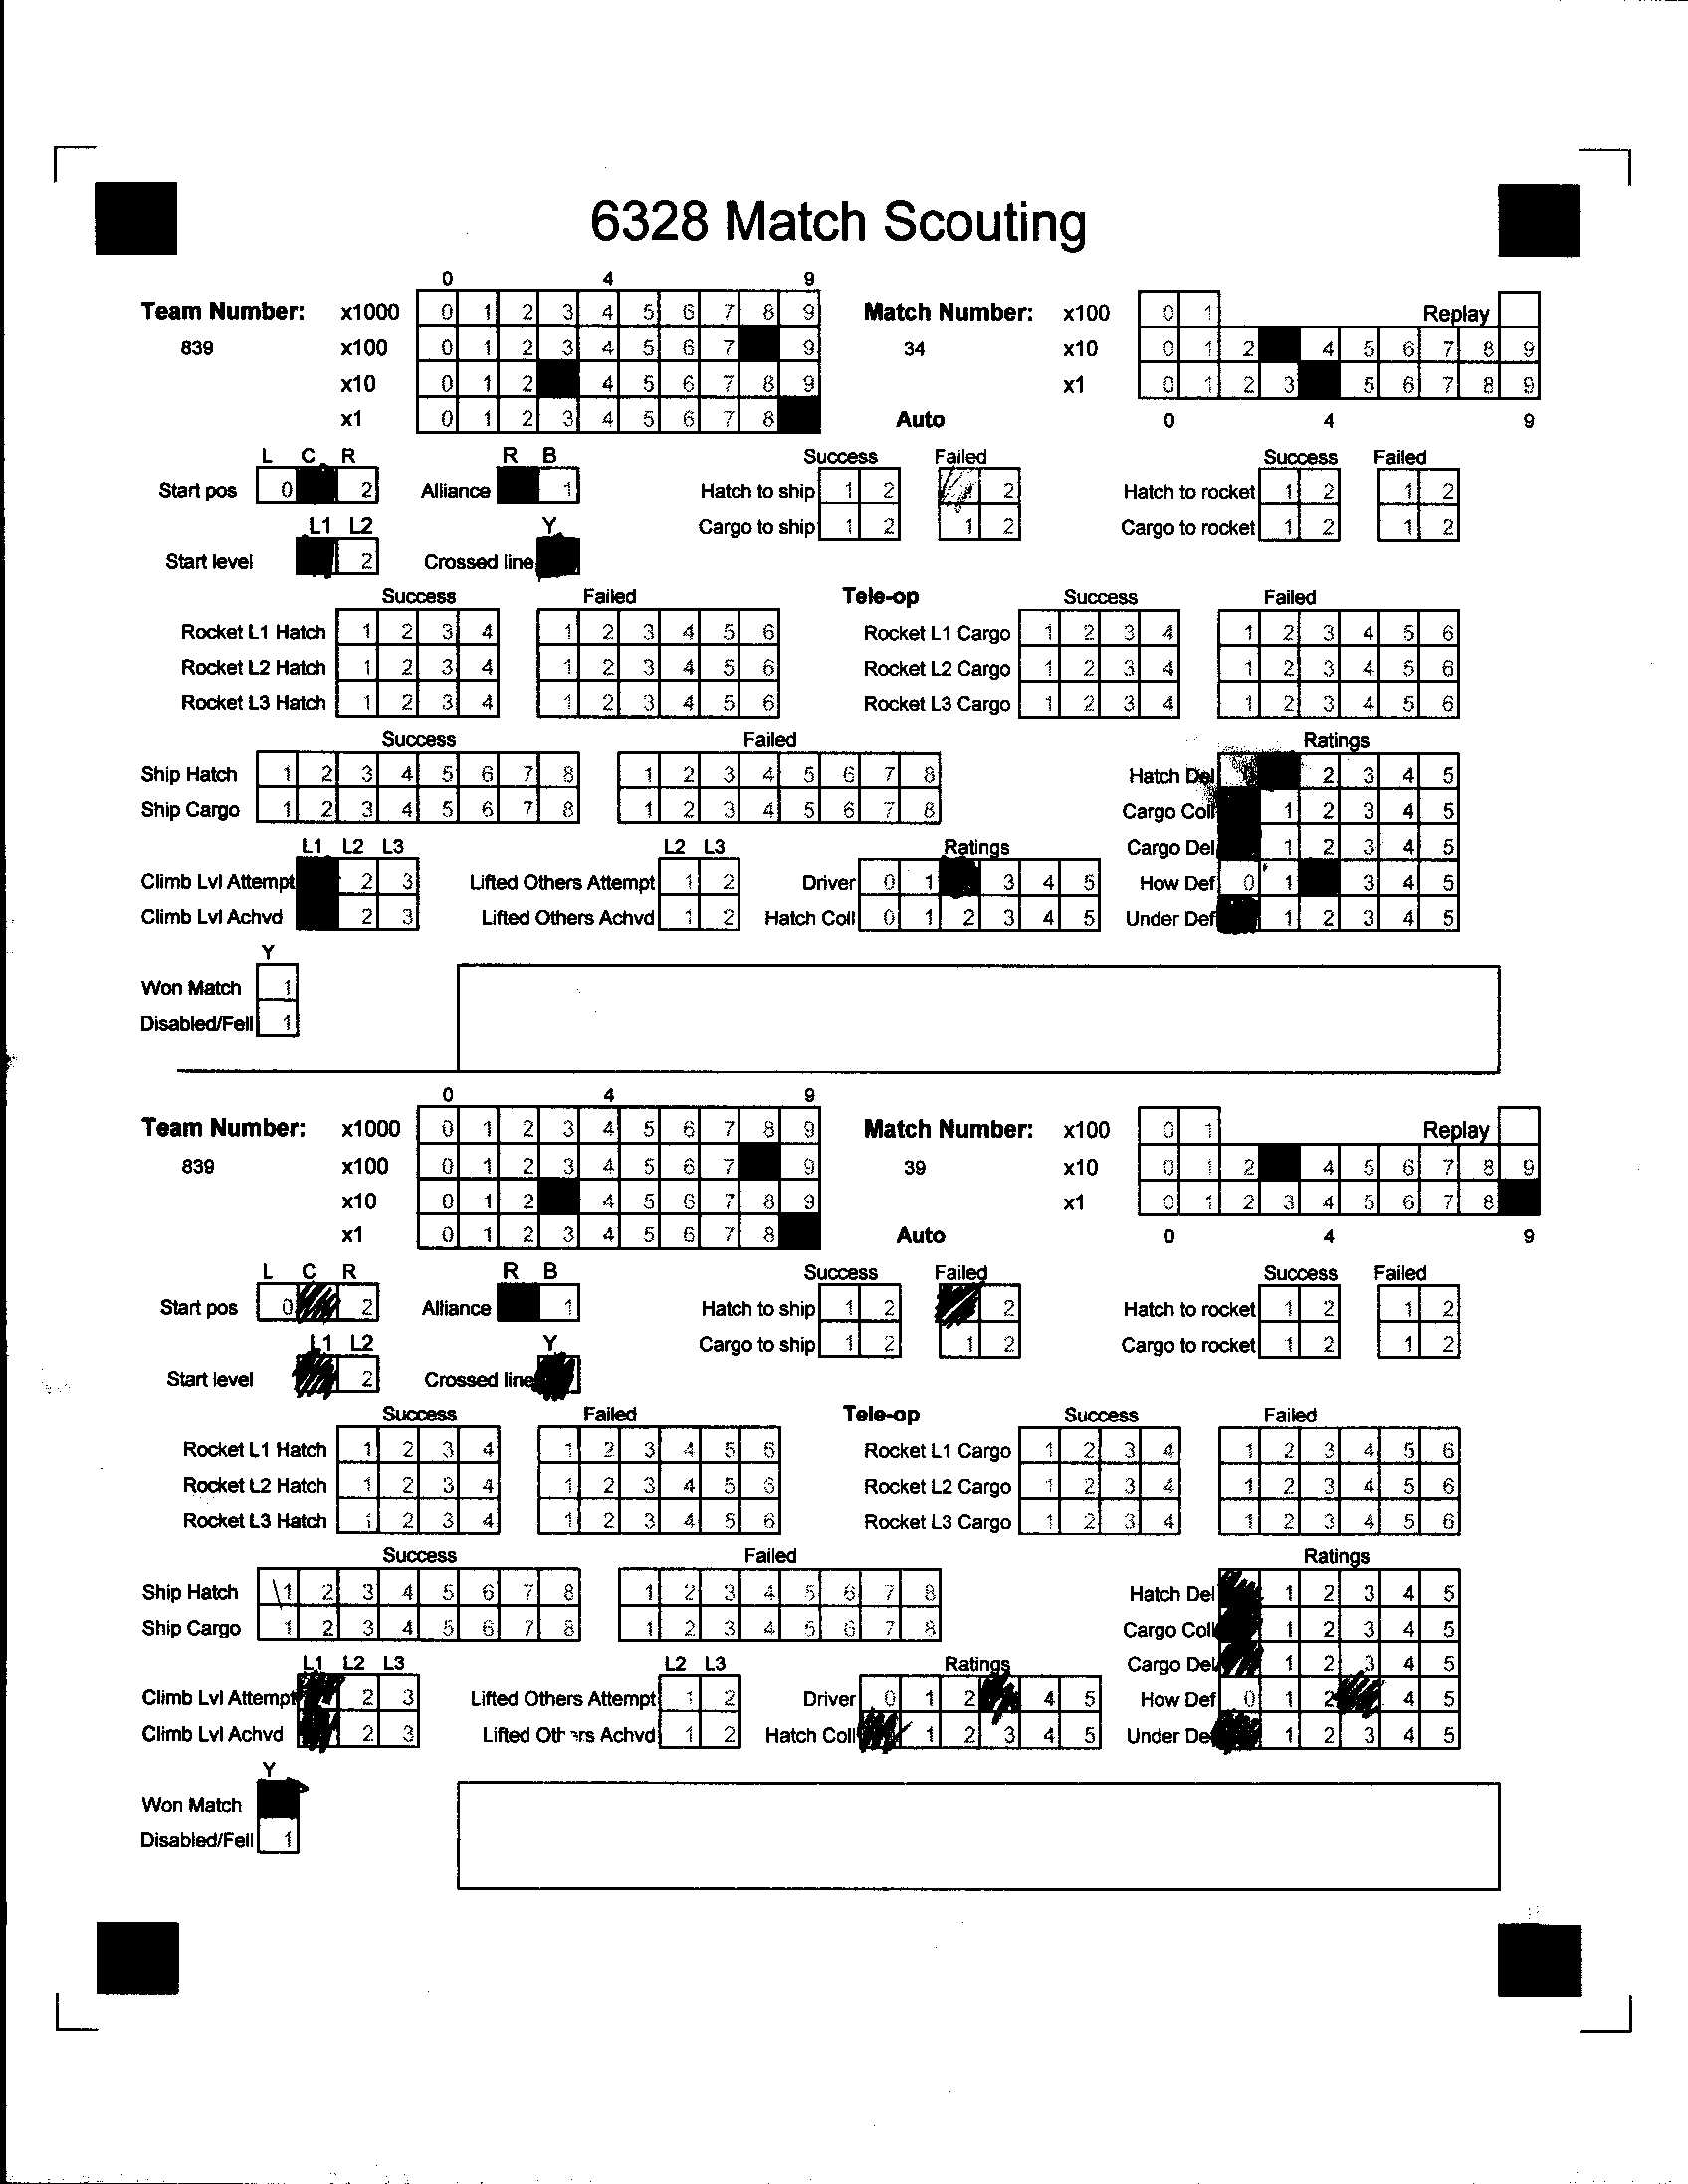 6328 Match Scouting
0 4 9
Team Number: x1000 0 1 2 3 4 5 6 7 8 9 Match Number: x100 0 1 Replay
839 x100 0 1 2 3 4 5 6 7 9 34 x10 0 1 2 4 5 6 7 8 9
x10 0 1 2 4 5 6 7 8 9 x1 0 1 2 3 5 6 7 8 9
x1 0 1 2 3 4 5 6 7 8 Auto 0 4 9
L C R R B Success Failed Success Failed
Start pos 0 2 Alliance 1 Hatch to ship 1 2 2 Hatch to rocket 1 2 1 2
L1 L2 Y Cargo to ship 1 2 1 2 Cargo to rocket 1 2 1 2
Start level 2 Crossed line
Success Failed Tele-op Success Failed
Rocket L1 Hatch 1 2 3 4 1 2 3 4 5 6 Rocket L1 Cargo 1 2 3 4 1 2 3 4 5 6
Rocket L2 Hatch 1 2 3 4 1 2 3 4 5 6 Rocket L2 Cargo 1 2 3 4 1 2 3 4 5 6
Rocket L3 Hatch 1 2 3 4 1 2 3 4 5 6 Rocket L3 Cargo 1 2 3 4 1 2 3 4 5 6
Success Failed Ratings
Ship Hatch 1 2 3 4 5 6 7 8 1 2 3 4 5 6 7 8 Hatch Del 2 3 4 5
Ship Cargo 1 2 3 4 5 6 7 8 1 2 3 4 5 6 7 8 Cargo Coll 1 2 3 4 5
L1 L2 L3 L2 L3 Ratings Cargo Del 1 2 3 4 5
Climb Lvl Attempt 2 3 Lifted Others Attempt 1 2 Driver 0 1 3 4 5 How Def 0 1 3 4 5
Climb Lvl Achvd 2 3 Lifted Others Achvd 1 2 Hatch Coll 0 1 2 3 4 5 Under Def 1 2 3 4 5
Y
Won Match 1
Disabled/Fell 1
0 4 9
Team Number: x1000 0 1 2 3 4 5 6 7 8 9 Match Number: x100 0 1 Replay
839 x100 0 1 2 3 4 5 6 7 9 39 x10 0 1 2 4 5 6 7 8 9
x10 0 1 2 4 5 6 7 8 9 x1 0 1 2 3 4 5 6 7 8
x1 0 1 2 3 4 5 6 7 8 Auto 0 4 9
L C R R B Success Failed Success Failed
Start pos 0 2 Alliance 1 Hatch to ship 1 2 2 Hatch to rocket 1 2 1 2
L1 L2 Y Cargo to ship 1 2 1 2 Cargo to rocket 1 2 1 2
Start level 2 Crossed line
Success Failed Tele-op Success Failed
Rocket L1 Hatch 1 2 3 4 1 2 3 4 5 6 Rocket L1 Cargo 1 2 3 4 1 2 3 4 5 6
Rocket L2 Hatch 1 2 3 4 1 2 3 4 5 6 Rocket L2 Cargo 1 2 3 4 1 2 3 4 5 6
Rocket L3 Hatch 1 2 3 4 1 2 3 4 5 6 Rocket L3 Cargo 1 2 3 4 1 2 3 4 5 6
Success Failed Ratings
Ship Hatch 1 2 3 4 5 6 7 8 1 2 3 4 5 6 7 8 Hatch Del 1 2 3 4 5
Ship Cargo 1 2 3 4 5 6 7 8 1 2 3 4 5 6 7 8 Cargo Coll 1 2 3 4 5
L1 L2 L3 L2 L3 Ratings Cargo Del 1 2 3 4 5
Climb Lvl Attempt 2 3 Lifted Others Attempt 1 2 Driver 0 1 2 4 5 How Def 0 1 2 4 5
Climb Lvl Achvd 2 3 Lifted Others Achvd 1 2 Hatch Coll 1 2 3 4 5 Under De 1 2 3 4 5
Y
Won Match
Disabled/Fell 1